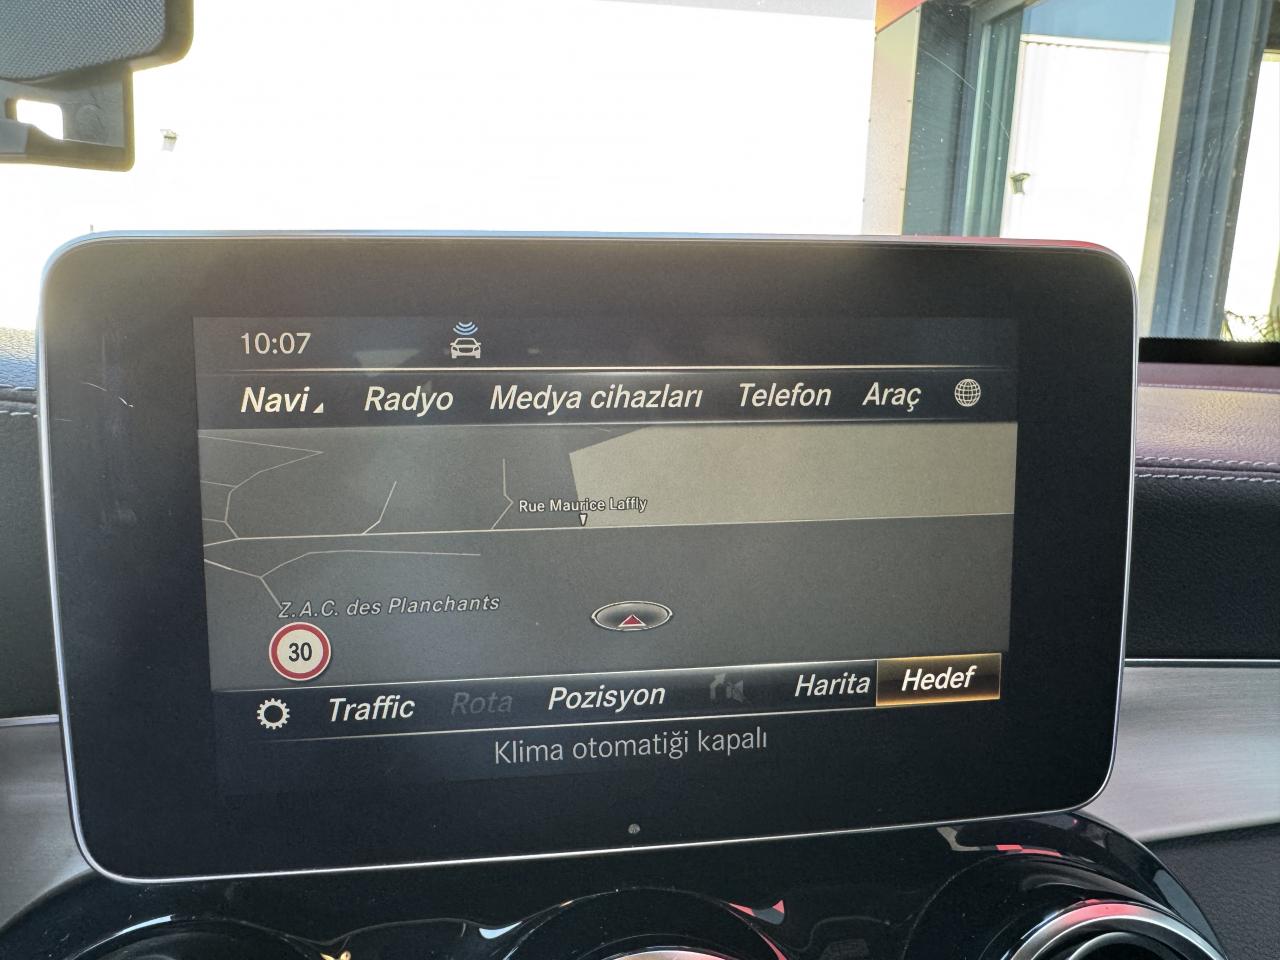 10:07
Navi Radyo Medya cihazları Telefon Araç
Rue Maurice Laffly
Z.A.C. des Planchants
30
Traffic Rota Pozisyon Harita Hedef
Klima otomatiği kapalı